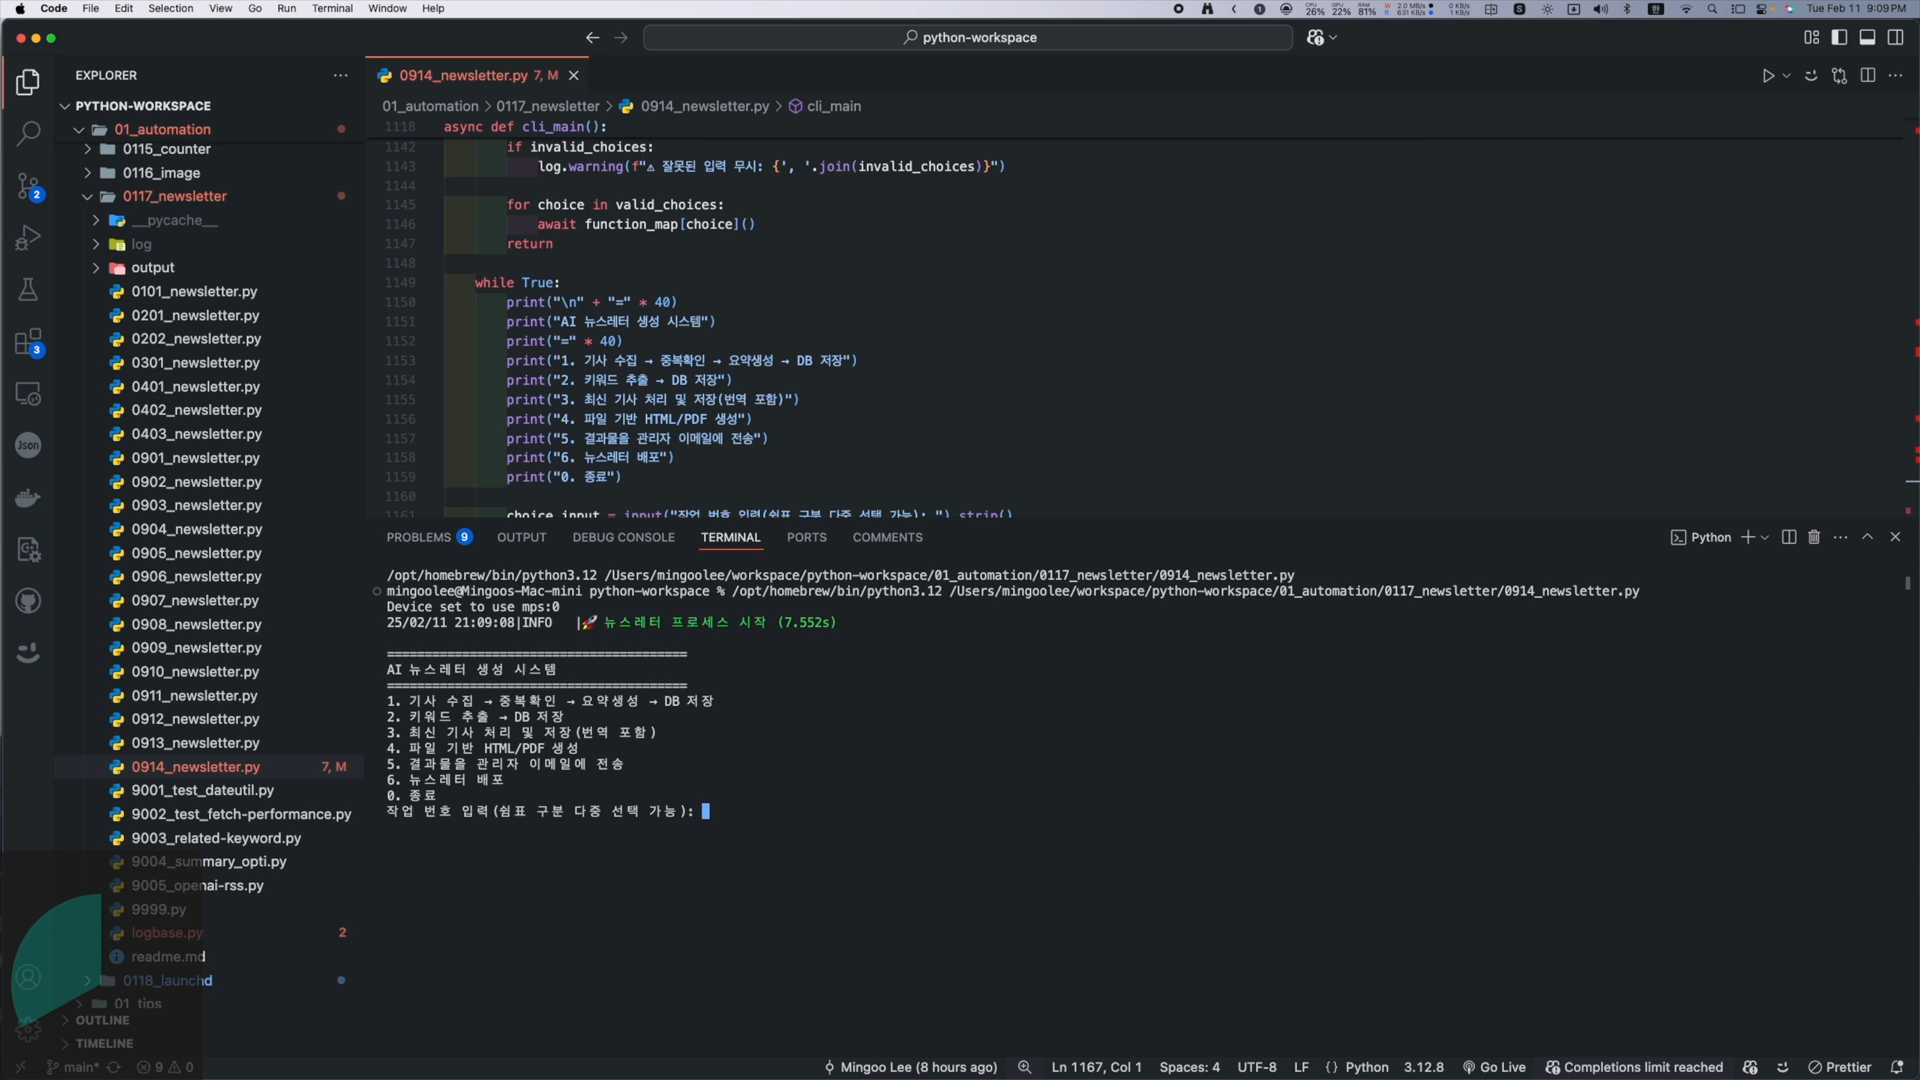 Code File Edit Selection View Go Run Terminal Window Help
Tue Feb 11 9:09 PM
python-workspace
EXPLORER
PYTHON-WORKSPACE
01_automation
0115_counter
0116_image
0117_newsletter
__pycache__
log
output
0101_newsletter.py
0201_newsletter.py
0202_newsletter.py
0301_newsletter.py
0401_newsletter.py
0402_newsletter.py
0403_newsletter.py
0901_newsletter.py
0902_newsletter.py
0903_newsletter.py
0904_newsletter.py
0905_newsletter.py
0906_newsletter.py
0907_newsletter.py
0908_newsletter.py
0909_newsletter.py
0910_newsletter.py
0911_newsletter.py
0912_newsletter.py
0913_newsletter.py
0914_newsletter.py 7, M
9001_test_dateutil.py
9002_test_fetch-performance.py
9003_related-keyword.py
9004_summary_opti.py
9005_openai-rss.py
9999.py
logbase.py 2
readme.md
0118_launchd
01_tips
OUTLINE
TIMELINE
0914_newsletter.py 7, M
01_automation > 0117_newsletter > 0914_newsletter.py > cli_main
1118 async def cli_main():
1142 if invalid_choices:
1143 log.warning(f"⚠ 잘못된 입력 무시: {', '.join(invalid_choices)}")
1144
1145 for choice in valid_choices:
1146 await function_map[choice]()
1147 return
1148
1149 while True:
1150 print("\n" + "=" * 40)
1151 print("AI 뉴스레터 생성 시스템")
1152 print("=" * 40)
1153 print("1. 기사 수집 → 중복확인 → 요약생성 → DB 저장")
1154 print("2. 키워드 추출 → DB 저장")
1155 print("3. 최신 기사 처리 및 저장(번역 포함)")
1156 print("4. 파일 기반 HTML/PDF 생성")
1157 print("5. 결과물을 관리자 이메일에 전송")
1158 print("6. 뉴스레터 배포")
1159 print("0. 종료")
1160
1161 choice_input = input("작업 번호 입력(쉼표 구분 다중 선택 가능): ").strip()
PROBLEMS 9 OUTPUT DEBUG CONSOLE TERMINAL PORTS COMMENTS
Python
/opt/homebrew/bin/python3.12 /Users/mingoolee/workspace/python-workspace/01_automation/0117_newsletter/0914_newsletter.py
mingoolee@Mingoos-Mac-mini python-workspace % /opt/homebrew/bin/python3.12 /Users/mingoolee/workspace/python-workspace/01_automation/0117_newsletter/0914_newsletter.py
Device set to use mps:0
25/02/11 21:09:08|INFO |🚀 뉴스레터 프로세스 시작 (7.552s)
========================================
AI 뉴스레터 생성 시스템
========================================
1. 기사 수집 → 중복확인 → 요약생성 → DB 저장
2. 키워드 추출 → DB 저장
3. 최신 기사 처리 및 저장(번역 포함)
4. 파일 기반 HTML/PDF 생성
5. 결과물을 관리자 이메일에 전송
6. 뉴스레터 배포
0. 종료
작업 번호 입력(쉼표 구분 다중 선택 가능):
main* 9 0
Mingoo Lee (8 hours ago) Ln 1167, Col 1 Spaces: 4 UTF-8 LF {} Python 3.12.8 Go Live Completions limit reached Prettier